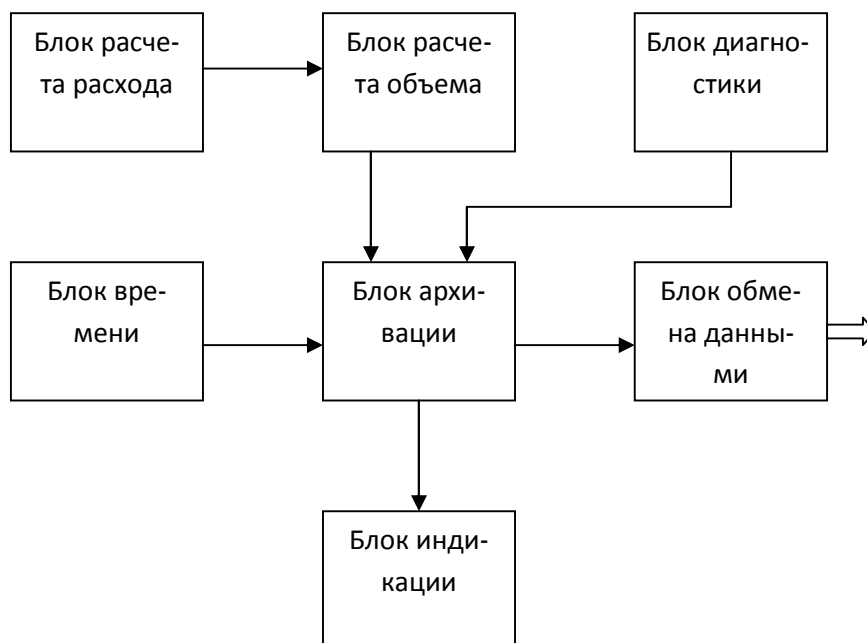 Блок расче-
та расхода
Блок расче-
та объема
Блок диагно-
стики
Блок вре-
мени
Блок архи-
вации
Блок обме-
на данны-
ми
Блок инди-
кации